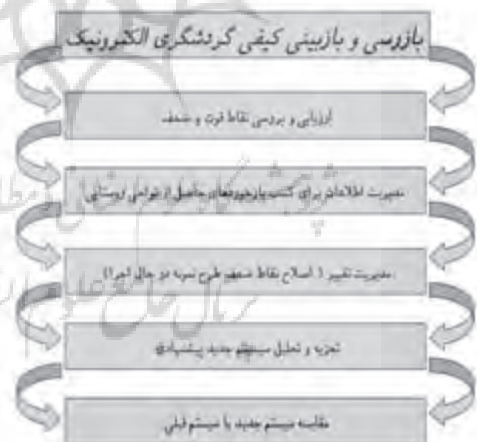 بازرسی و بازبینی کیفی گردشگری الکترونیک
ارزیابی و بررسی نقاط قوت و ضعف
مدیریت اطلاعات برای کسب بازخوردهای حاصل از نواحی روستایی
مدیریت تغییر ( اصلاح نقاط ضعف طرح نمونه در حال اجرا)
تجزیه و تحلیل سیستم جدید پیشنهادی
مقایسه سیستم جدید با سیستم قبلی